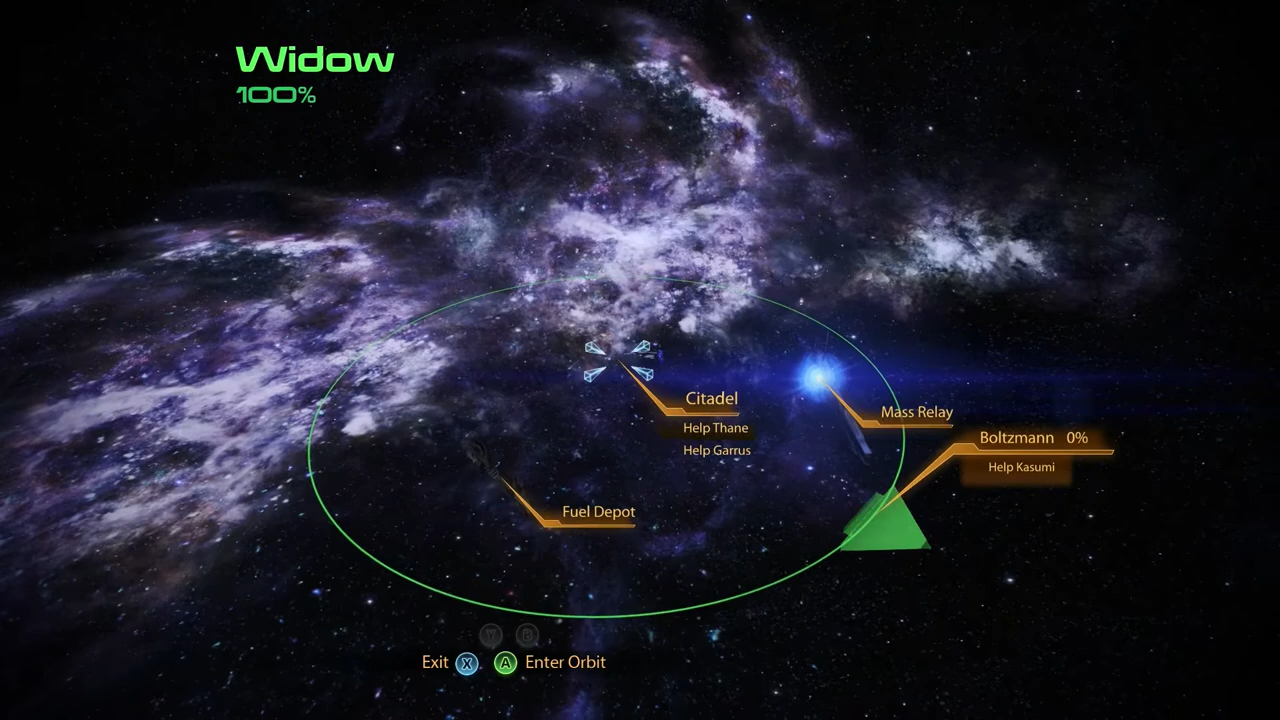 Widow
100%
Citadel
Help Thane
Help Garrus
Mass Relay
Boltzmann 0%
Help Kasumi
Fuel Depot
Y B
Exit X A Enter Orbit